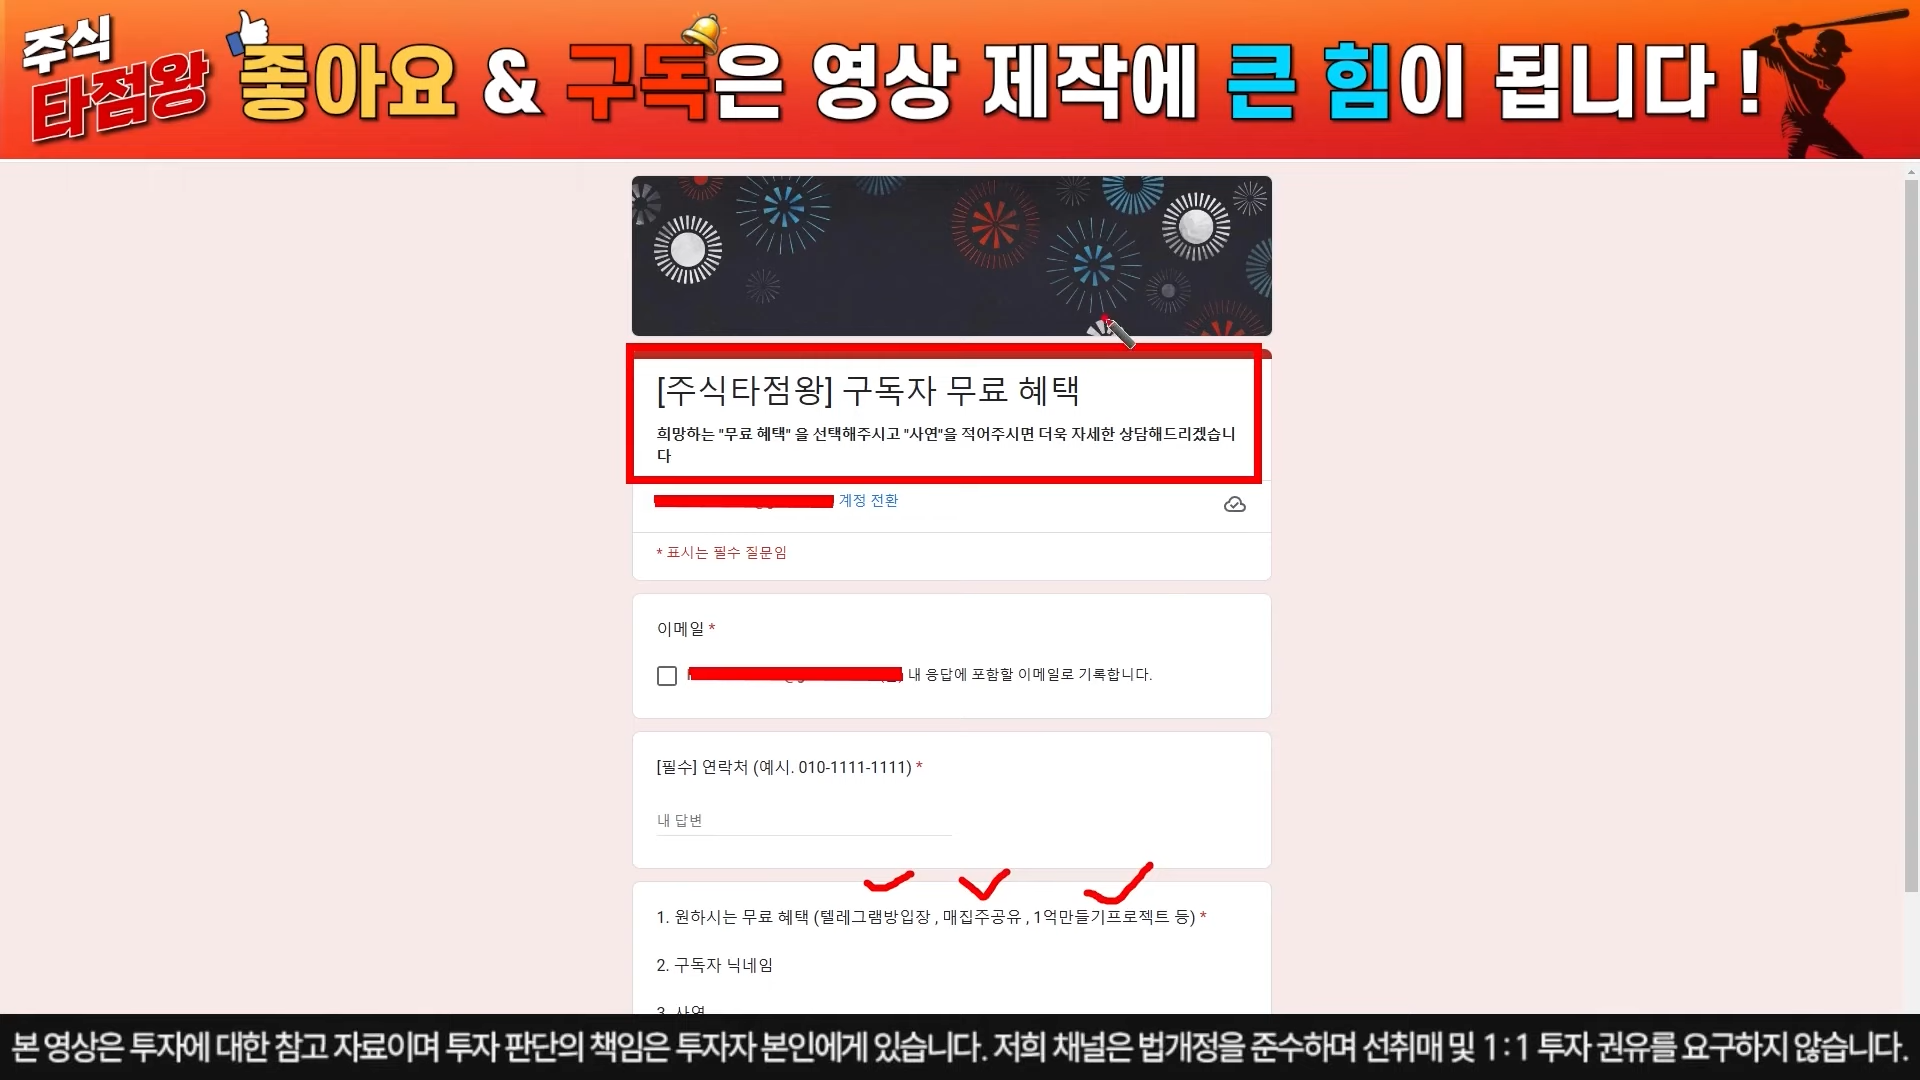 주식
타점왕
좋아요 & 구독은 영상 제작에 큰 힘이 됩니다 !
[주식타점왕] 구독자 무료 혜택
희망하는 "무료 혜택" 을 선택해주시고 "사연"을 적어주시면 더욱 자세한 상담해드리겠습니
다
계정 전환
* 표시는 필수 질문임
이메일 *
내 응답에 포함할 이메일로 기록합니다.
[필수] 연락처 (예시. 010-1111-1111) *
내 답변
1. 원하시는 무료 혜택 (텔레그램방입장 , 매집주공유 , 1억만들기프로젝트 등) *
2. 구독자 닉네임
3. 사연
본 영상은 투자에 대한 참고 자료이며 투자 판단의 책임은 투자자 본인에게 있습니다. 저희 채널은 법개정을 준수하며 선취매 및 1:1 투자 권유를 요구하지 않습니다.